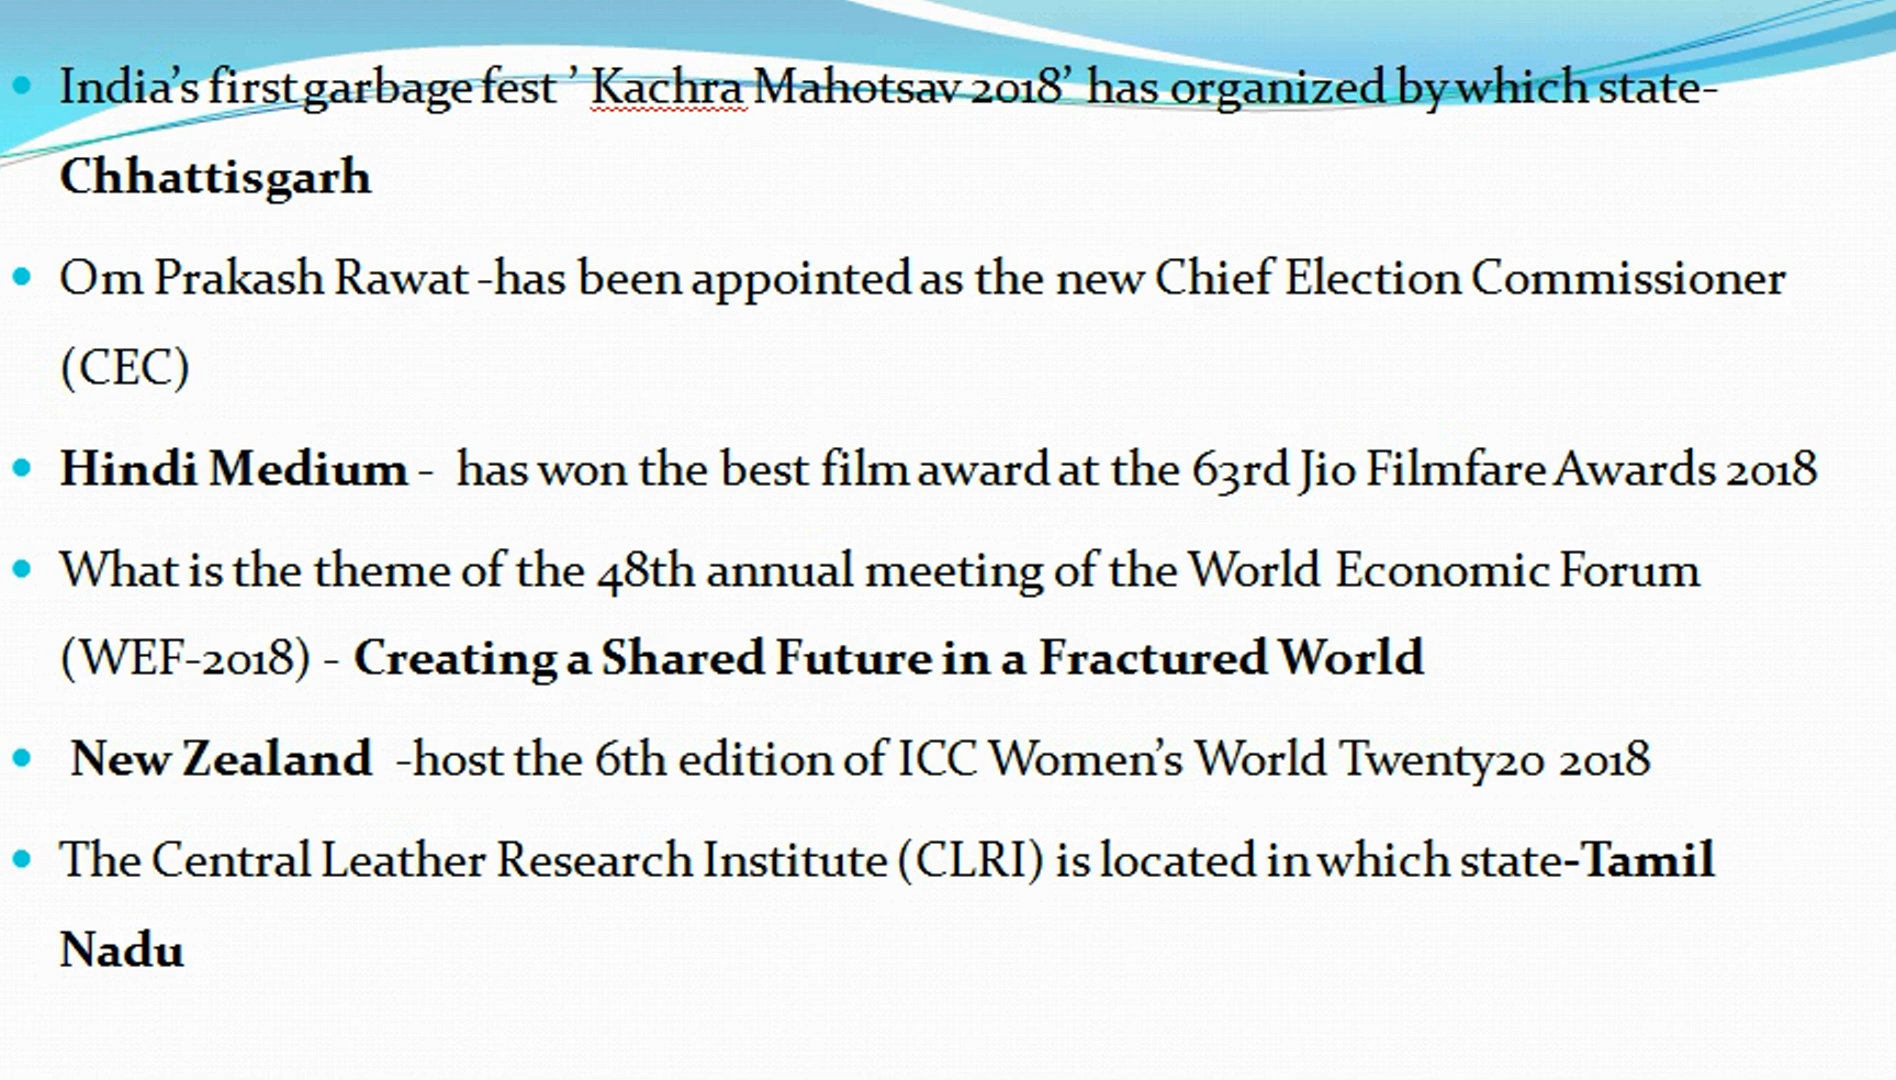 India’s first garbage fest ’ Kachra Mahotsav 2018’ has organized by which state-
Chhattisgarh
Om Prakash Rawat -has been appointed as the new Chief Election Commissioner
(CEC)
Hindi Medium - has won the best film award at the 63rd Jio Filmfare Awards 2018
What is the theme of the 48th annual meeting of the World Economic Forum
(WEF-2018) - Creating a Shared Future in a Fractured World
New Zealand -host the 6th edition of ICC Women’s World Twenty20 2018
The Central Leather Research Institute (CLRI) is located in which state-Tamil
Nadu